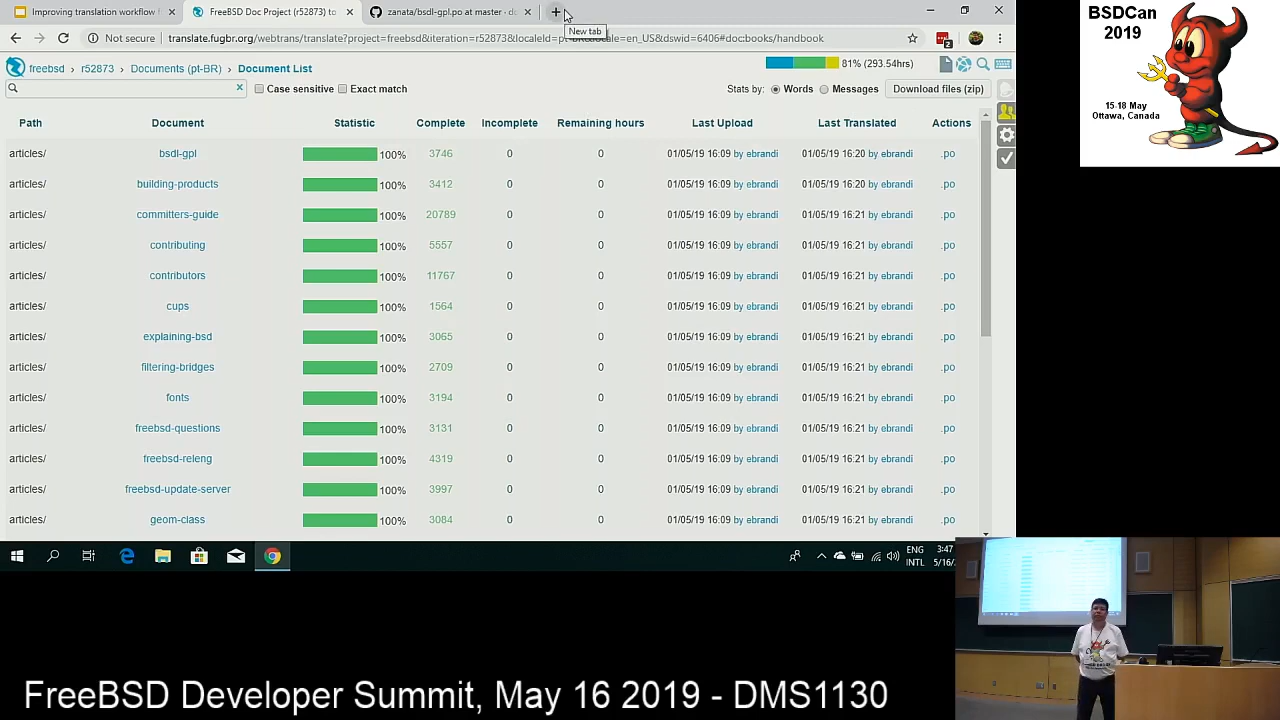 Improving translation workflow
FreeBSD Doc Project (r52873) to
zanata/bsdl-gpl.po at master · d
New tab
Not secure
translate.fugbr.org/webtrans/translate?project=freebsd&iteration=r52873&localeId=pt-BR&locale=en_US&dswid=6406#doc:books/handbook
2
freebsd › r52873 › Documents (pt-BR) › Document List
81% (293.54hrs)
Case sensitive
Exact match
Stats by: Words Messages
Download files (zip)
Path Document Statistic Complete Incomplete Remaining hours Last Upload Last Translated Actions
articles/ bsdl-gpl 100% 3746 0 0 01/05/19 16:09 by ebrandi 01/05/19 16:20 by ebrandi .po
articles/ building-products 100% 3412 0 0 01/05/19 16:09 by ebrandi 01/05/19 16:20 by ebrandi .po
articles/ committers-guide 100% 20789 0 0 01/05/19 16:09 by ebrandi 01/05/19 16:21 by ebrandi .po
articles/ contributing 100% 5557 0 0 01/05/19 16:09 by ebrandi 01/05/19 16:21 by ebrandi .po
articles/ contributors 100% 11767 0 0 01/05/19 16:09 by ebrandi 01/05/19 16:21 by ebrandi .po
articles/ cups 100% 1564 0 0 01/05/19 16:09 by ebrandi 01/05/19 16:21 by ebrandi .po
articles/ explaining-bsd 100% 3065 0 0 01/05/19 16:09 by ebrandi 01/05/19 16:21 by ebrandi .po
articles/ filtering-bridges 100% 2709 0 0 01/05/19 16:09 by ebrandi 01/05/19 16:21 by ebrandi .po
articles/ fonts 100% 3194 0 0 01/05/19 16:09 by ebrandi 01/05/19 16:21 by ebrandi .po
articles/ freebsd-questions 100% 3131 0 0 01/05/19 16:09 by ebrandi 01/05/19 16:21 by ebrandi .po
articles/ freebsd-releng 100% 4319 0 0 01/05/19 16:09 by ebrandi 01/05/19 16:21 by ebrandi .po
articles/ freebsd-update-server 100% 3997 0 0 01/05/19 16:09 by ebrandi 01/05/19 16:21 by ebrandi .po
articles/ geom-class 100% 3084 0 0 01/05/19 16:09 by ebrandi 01/05/19 16:21 by ebrandi .po
ENG 3:47
INTL 5/16/
BSDCan
2019
15-18 May
Ottawa, Canada
FreeBSD Developer Summit, May 16 2019 - DMS1130